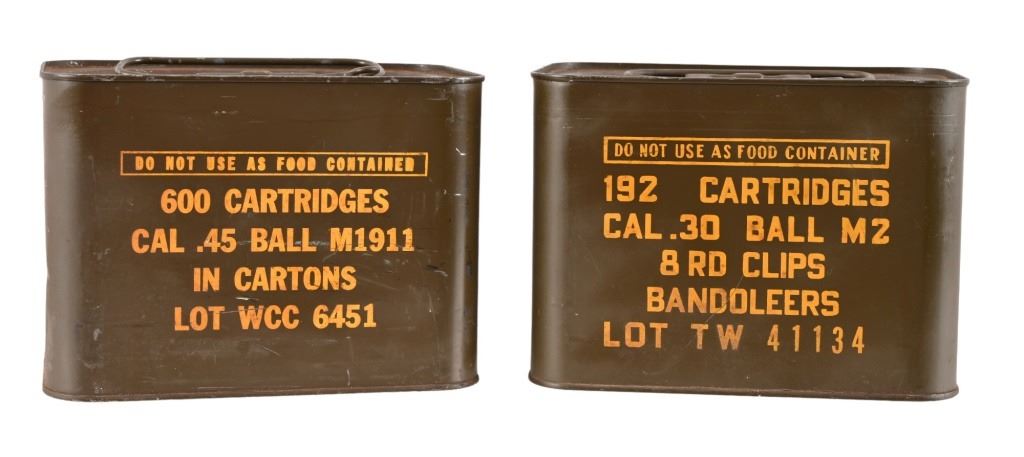 DO NOT USE AS FOOD CONTAINER
600 CARTRIDGES
CAL .45 BALL M1911
IN CARTONS
LOT WCC 6451
DO NOT USE AS FOOD CONTAINER
192 CARTRIDGES
CAL .30 BALL M2
8 RD CLIPS
BANDOLEERS
LOT TW 41134